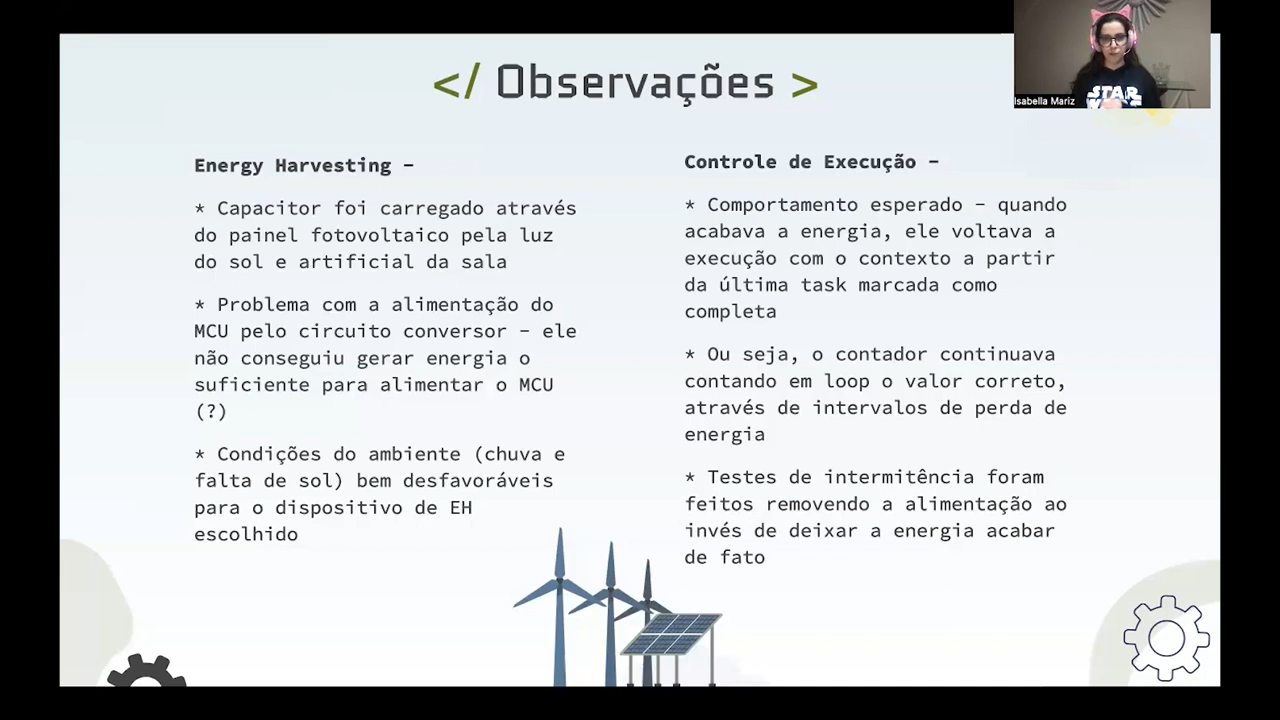 </ Observações >
Energy Harvesting –
* Capacitor foi carregado através
do painel fotovoltaico pela luz
do sol e artificial da sala
* Problema com a alimentação do
MCU pelo circuito conversor – ele
não conseguiu gerar energia o
suficiente para alimentar o MCU
(?)
* Condições do ambiente (chuva e
falta de sol) bem desfavoráveis
para o dispositivo de EH
escolhido
Controle de Execução –
* Comportamento esperado – quando
acabava a energia, ele voltava a
execução com o contexto a partir
da última task marcada como
completa
* Ou seja, o contador continuava
contando em loop o valor correto,
através de intervalos de perda de
energia
* Testes de intermitência foram
feitos removendo a alimentação ao
invés de deixar a energia acabar
de fato
Isabella Mariz
STAR